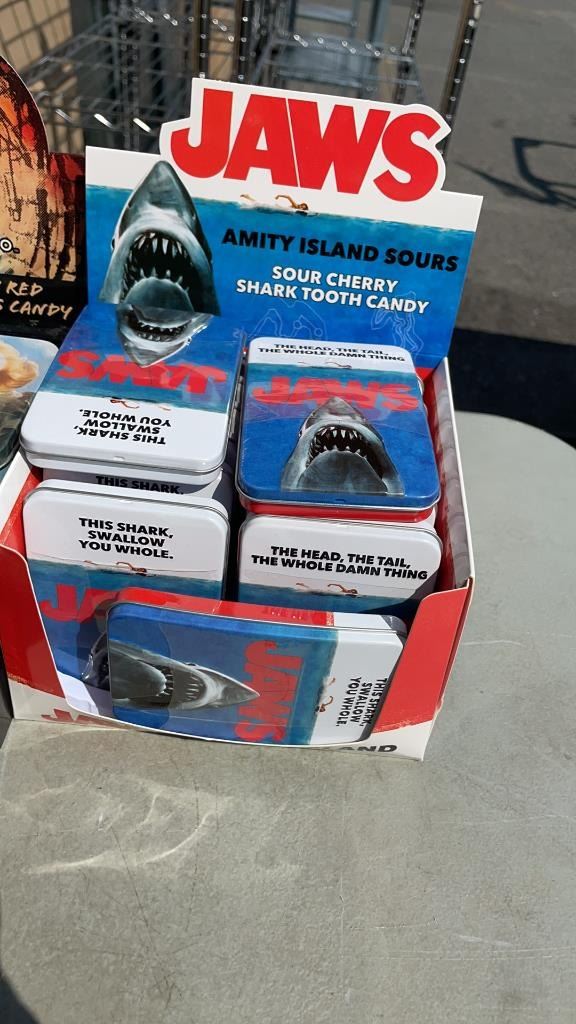 JAWS
AMITY ISLAND SOURS
SOUR CHERRY
SHARK TOOTH CANDY
RED
CANDY
JAWS
THIS SHARK,
SWALLOW
YOU WHOLE.
THE HEAD, THE TAIL,
THE WHOLE DAMN THING
JAWS
THIS SHARK,
THIS SHARK,
SWALLOW
YOU WHOLE.
THE HEAD, THE TAIL,
THE WHOLE DAMN THING
JAWS
THIS SHARK,
SWALLOW
YOU WHOLE.